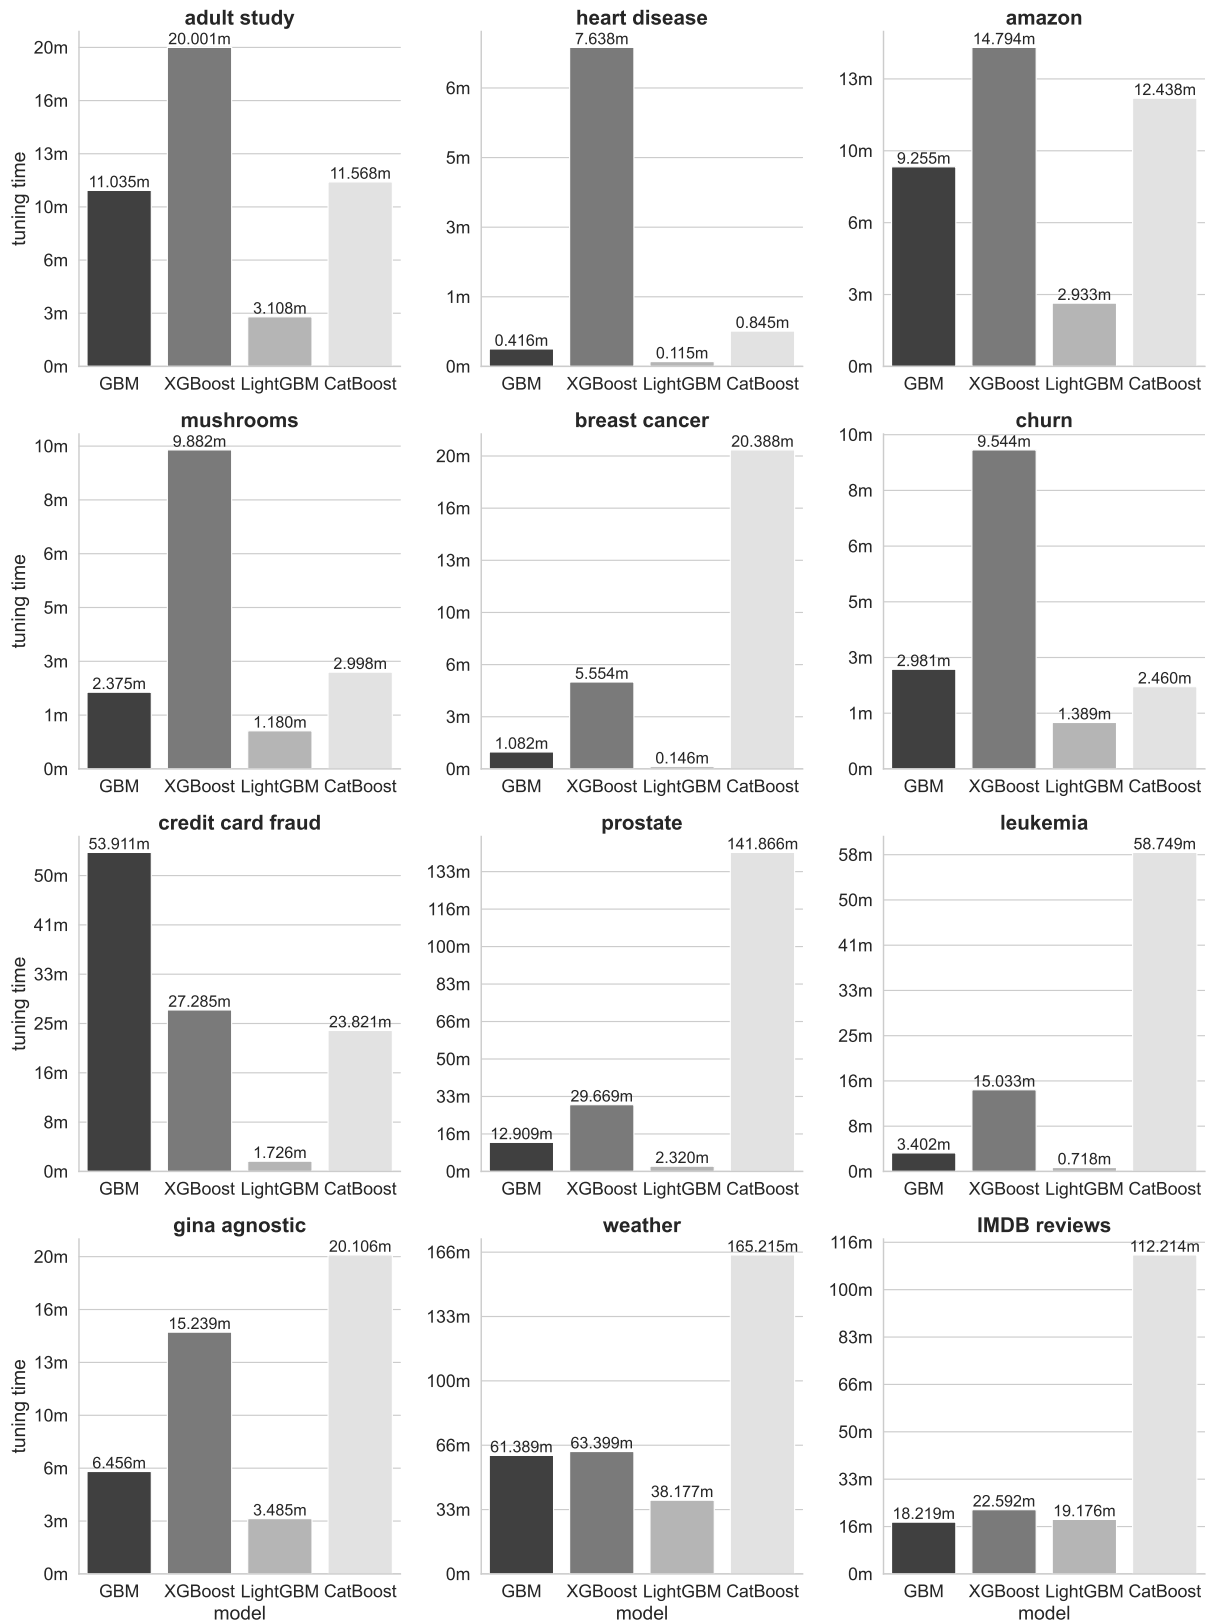 adult study
20m
16m
13m
10m
6m
3m
0m
tuning time
11.035m
20.001m
3.108m
11.568m
GBM XGBoost LightGBM CatBoost
heart disease
6m
5m
3m
1m
0m
0.416m
7.638m
0.115m
0.845m
GBM XGBoost LightGBM CatBoost
amazon
13m
10m
6m
3m
0m
9.255m
14.794m
2.933m
12.438m
GBM XGBoost LightGBM CatBoost
mushrooms
10m
8m
6m
5m
3m
1m
0m
tuning time
2.375m
9.882m
1.180m
2.998m
GBM XGBoost LightGBM CatBoost
breast cancer
20m
16m
13m
10m
6m
3m
0m
1.082m
5.554m
0.146m
20.388m
GBM XGBoost LightGBM CatBoost
churn
10m
8m
6m
5m
3m
1m
0m
2.981m
9.544m
1.389m
2.460m
GBM XGBoost LightGBM CatBoost
credit card fraud
50m
41m
33m
25m
16m
8m
0m
tuning time
53.911m
27.285m
1.726m
23.821m
GBM XGBoost LightGBM CatBoost
prostate
133m
116m
100m
83m
66m
50m
33m
16m
0m
12.909m
29.669m
2.320m
141.866m
GBM XGBoost LightGBM CatBoost
leukemia
58m
50m
41m
33m
25m
16m
8m
0m
3.402m
15.033m
0.718m
58.749m
GBM XGBoost LightGBM CatBoost
gina agnostic
20m
16m
13m
10m
6m
3m
0m
tuning time
6.456m
15.239m
3.485m
20.106m
GBM XGBoost LightGBM CatBoost
model
weather
166m
133m
100m
66m
33m
0m
61.389m
63.399m
38.177m
165.215m
GBM XGBoost LightGBM CatBoost
model
IMDB reviews
116m
100m
83m
66m
50m
33m
16m
0m
18.219m
22.592m
19.176m
112.214m
GBM XGBoost LightGBM CatBoost
model